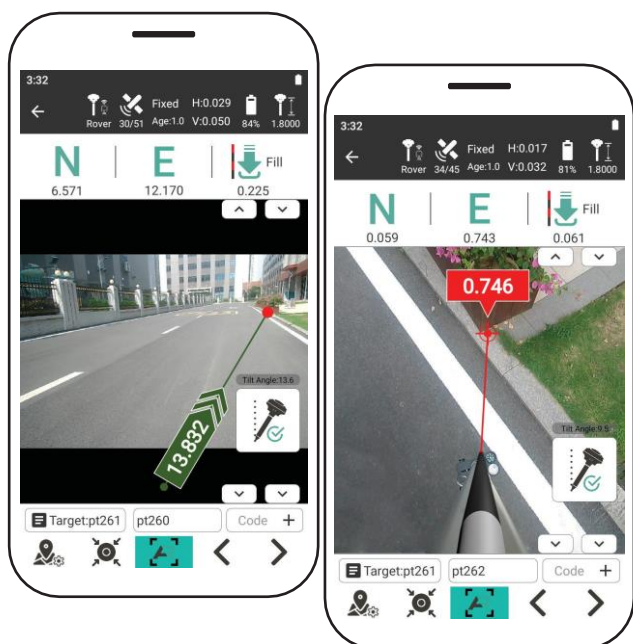 3:32
Fixed H:0.029
Rover 30/51 Age:1.0 V:0.050 84% 1.8000
N E Fill
6.571 12.170 0.225
Tilt Angle:13.6
13.832
Target:pt261 pt260 Code +
3:32
Fixed H:0.017
Rover 34/45 Age:1.0 V:0.032 81% 1.8000
N E Fill
0.059 0.743 0.061
0.746
Tilt Angle:9.5
Target:pt261 pt262 Code +